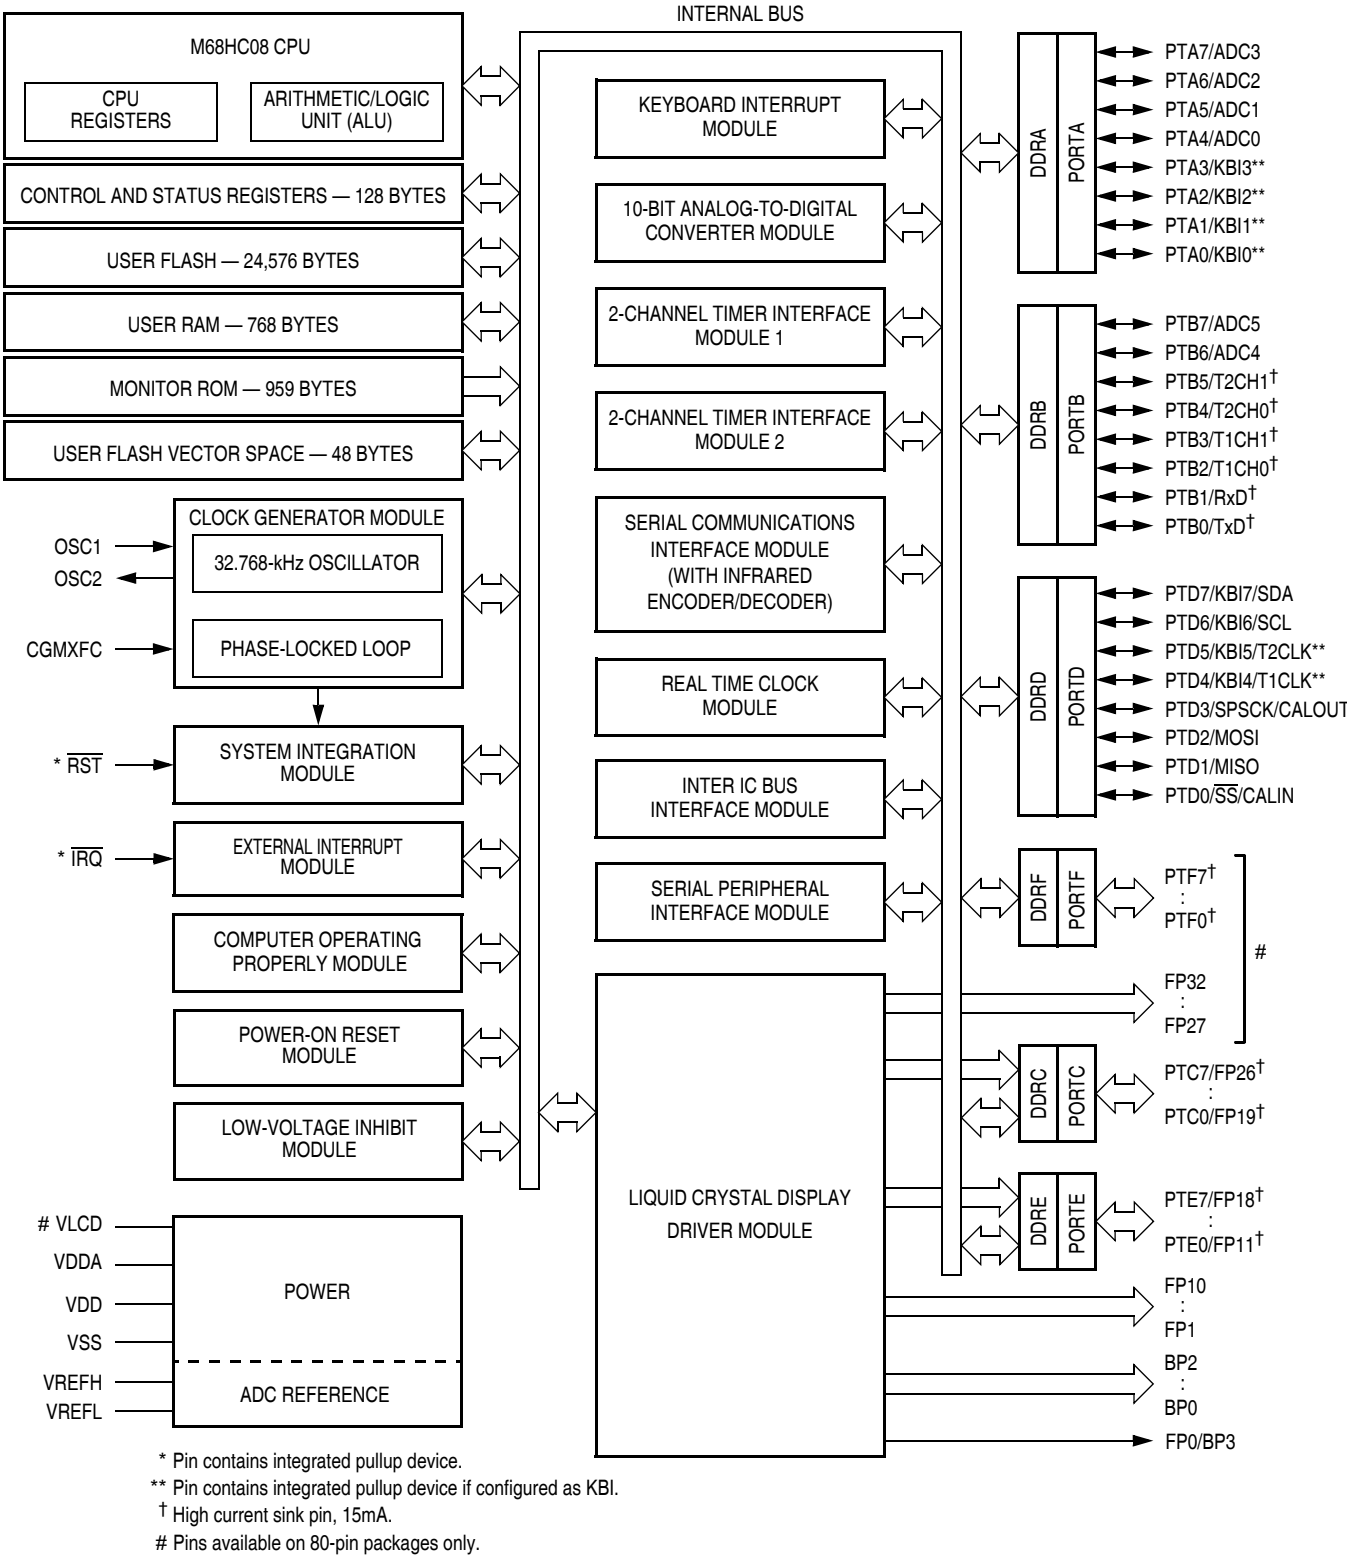 INTERNAL BUS
M68HC08 CPU
CPU
REGISTERS
ARITHMETIC/LOGIC
UNIT (ALU)
CONTROL AND STATUS REGISTERS — 128 BYTES
USER FLASH — 24,576 BYTES
USER RAM — 768 BYTES
MONITOR ROM — 959 BYTES
USER FLASH VECTOR SPACE — 48 BYTES
CLOCK GENERATOR MODULE
32.768-kHz OSCILLATOR
PHASE-LOCKED LOOP
OSC1
OSC2
CGMXFC
SYSTEM INTEGRATION
MODULE
* RST
EXTERNAL INTERRUPT
MODULE
* IRQ
COMPUTER OPERATING
PROPERLY MODULE
POWER-ON RESET
MODULE
LOW-VOLTAGE INHIBIT
MODULE
# VLCD
VDDA
VDD
VSS
VREFH
VREFL
POWER
ADC REFERENCE
KEYBOARD INTERRUPT
MODULE
10-BIT ANALOG-TO-DIGITAL
CONVERTER MODULE
2-CHANNEL TIMER INTERFACE
MODULE 1
2-CHANNEL TIMER INTERFACE
MODULE 2
SERIAL COMMUNICATIONS
INTERFACE MODULE
(WITH INFRARED
ENCODER/DECODER)
REAL TIME CLOCK
MODULE
INTER IC BUS
INTERFACE MODULE
SERIAL PERIPHERAL
INTERFACE MODULE
LIQUID CRYSTAL DISPLAY
DRIVER MODULE
DDRA
PORTA
PTA7/ADC3
PTA6/ADC2
PTA5/ADC1
PTA4/ADC0
PTA3/KBI3**
PTA2/KBI2**
PTA1/KBI1**
PTA0/KBI0**
DDRB
PORTB
PTB7/ADC5
PTB6/ADC4
PTB5/T2CH1†
PTB4/T2CH0†
PTB3/T1CH1†
PTB2/T1CH0†
PTB1/RxD†
PTB0/TxD†
DDRD
PORTD
PTD7/KBI7/SDA
PTD6/KBI6/SCL
PTD5/KBI5/T2CLK**
PTD4/KBI4/T1CLK**
PTD3/SPSCK/CALOUT
PTD2/MOSI
PTD1/MISO
PTD0/SS/CALIN
DDRF
PORTF
PTF7†
:
PTF0†
#
FP32
:
FP27
DDRC
PORTC
PTC7/FP26†
:
PTC0/FP19†
DDRE
PORTE
PTE7/FP18†
:
PTE0/FP11†
FP10
:
FP1
BP2
:
BP0
FP0/BP3
* Pin contains integrated pullup device.
** Pin contains integrated pullup device if configured as KBI.
† High current sink pin, 15mA.
# Pins available on 80-pin packages only.